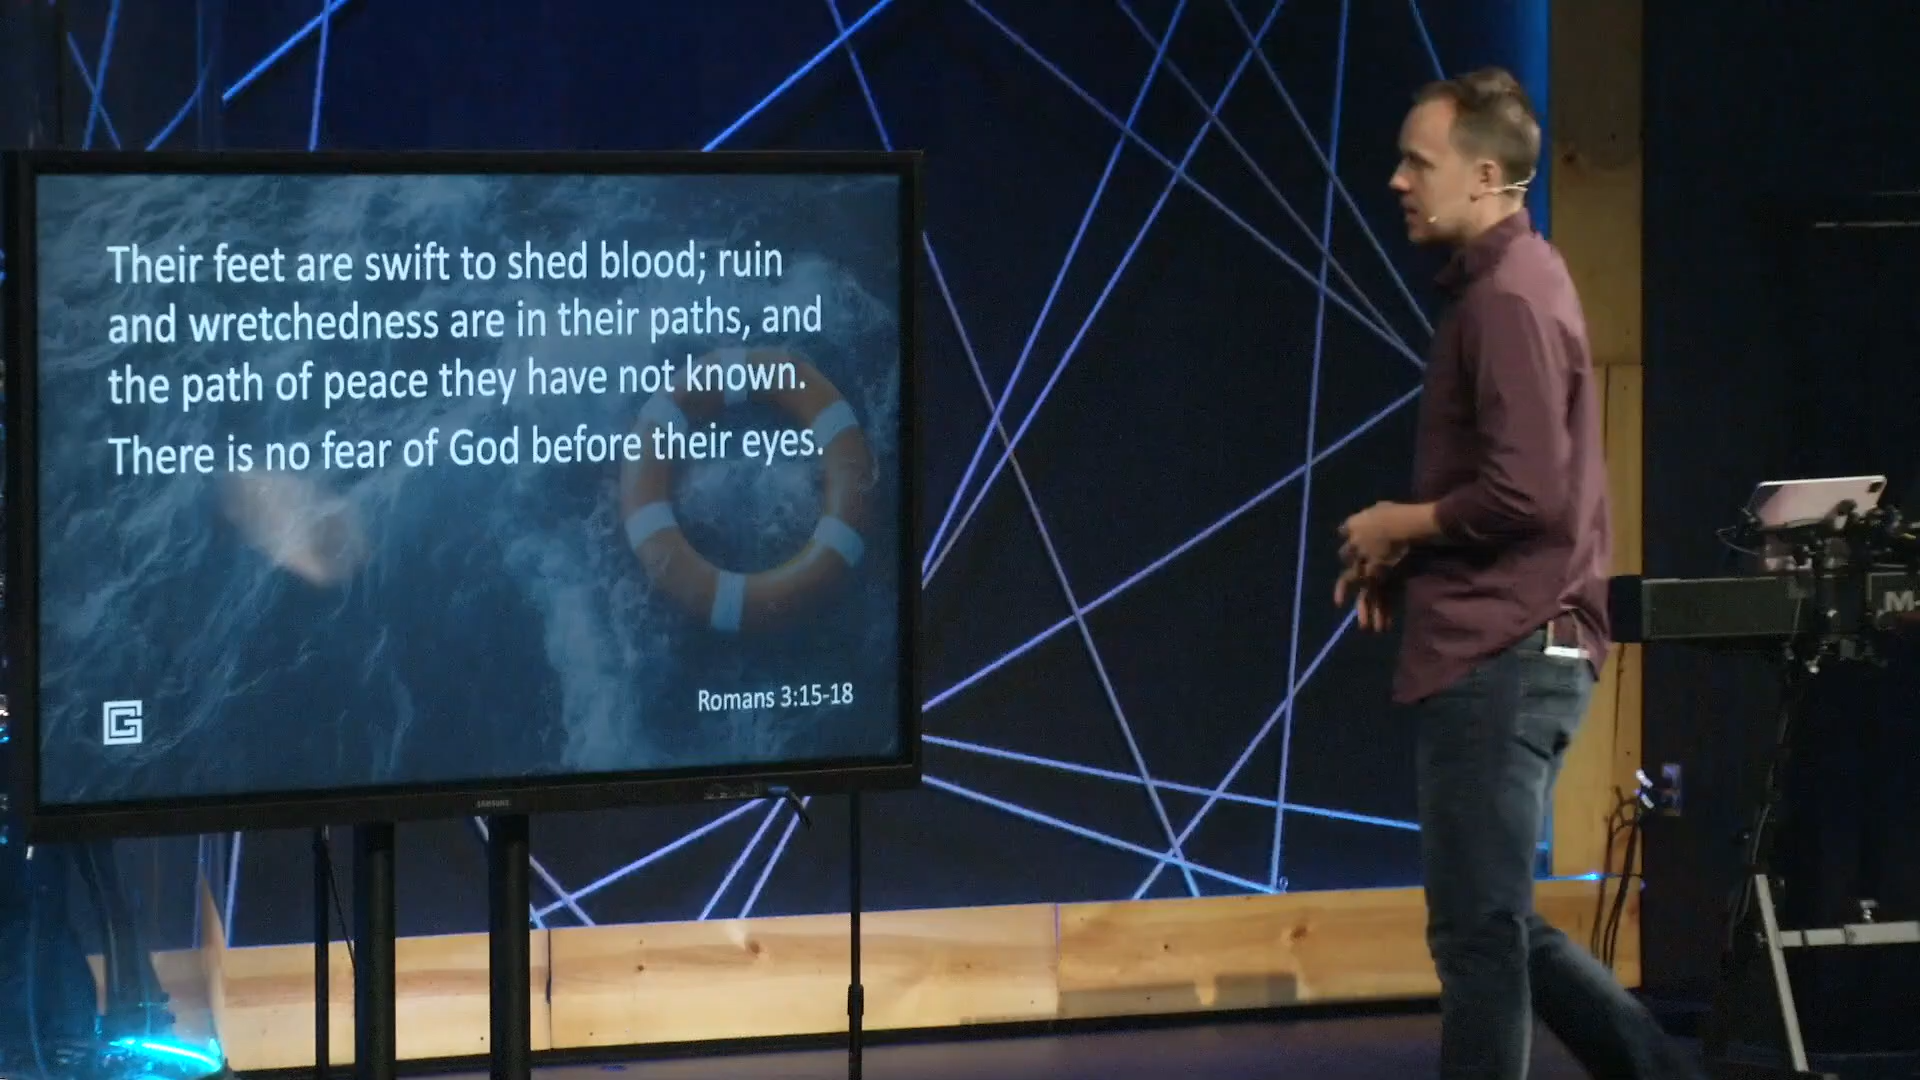 Their feet are swift to shed blood; ruin
and wretchedness are in their paths, and
the path of peace they have not known.
There is no fear of God before their eyes.
Romans 3:15-18
SAMSUNG
M-